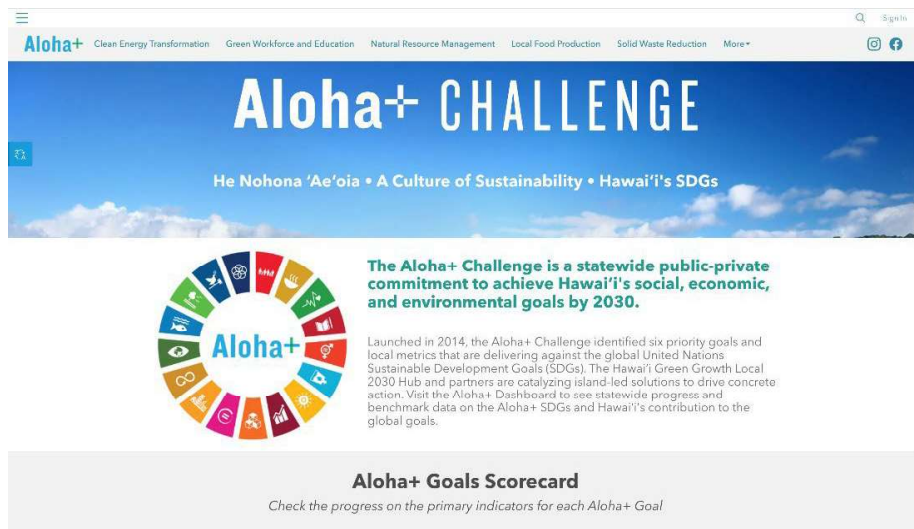 Sign In
Aloha+ Clean Energy Transformation Green Workforce and Education Natural Resource Management Local Food Production Solid Waste Reduction More
Aloha+ CHALLENGE
He Nohona ʻAeʻoia • A Culture of Sustainability • Hawaiʻi's SDGs
The Aloha+ Challenge is a statewide public-private
commitment to achieve Hawaiʻi's social, economic,
and environmental goals by 2030.
Aloha+
Launched in 2014, the Aloha+ Challenge identified six priority goals and
local metrics that are delivering against the global United Nations
Sustainable Development Goals (SDGs). The Hawaiʻi Green Growth Local
2030 Hub and partners are catalyzing island-led solutions to drive concrete
action. Visit the Aloha+ Dashboard to see statewide progress and
benchmark data on the Aloha+ SDGs and Hawaiʻi's contribution to the
global goals.
Aloha+ Goals Scorecard
Check the progress on the primary indicators for each Aloha+ Goal